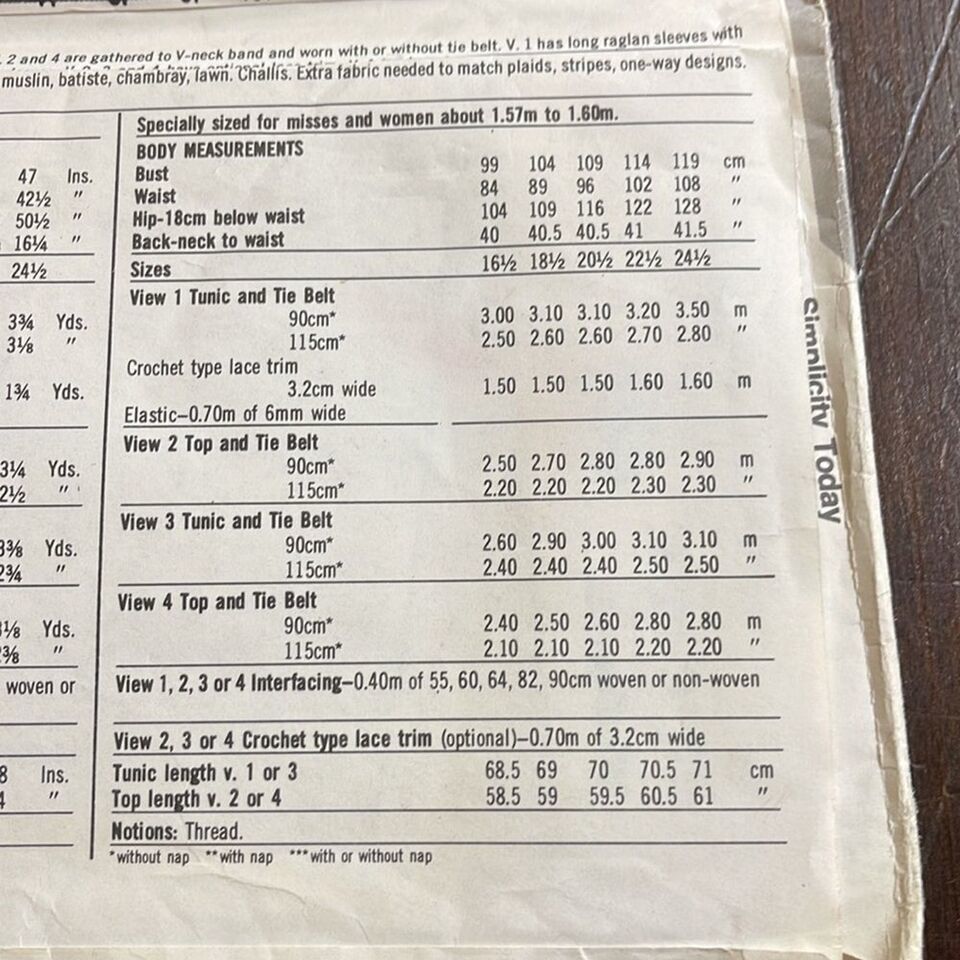 2 and 4 are gathered to V-neck band and worn with or without tie belt. V. 1 has long raglan sleeves with
muslin, batiste, chambray, lawn. Challis. Extra fabric needed to match plaids, stripes, one-way designs.
47 Ins.
42½ "
50½ "
16¼ "
24½
3¾ Yds.
3⅛ "
1¾ Yds.
3¼ Yds.
2½ "
3⅜ Yds.
2¾ "
⅛ Yds.
⅜ "
woven or
8 Ins.
"
Specially sized for misses and women about 1.57m to 1.60m.
BODY MEASUREMENTS
Bust 99 104 109 114 119 cm
Waist 84 89 96 102 108 "
Hip-18cm below waist 104 109 116 122 128 "
Back-neck to waist 40 40.5 40.5 41 41.5 "
Sizes 16½ 18½ 20½ 22½ 24½
View 1 Tunic and Tie Belt
90cm* 3.00 3.10 3.10 3.20 3.50 m
115cm* 2.50 2.60 2.60 2.70 2.80 "
Crochet type lace trim
3.2cm wide 1.50 1.50 1.50 1.60 1.60 m
Elastic–0.70m of 6mm wide
View 2 Top and Tie Belt
90cm* 2.50 2.70 2.80 2.80 2.90 m
115cm* 2.20 2.20 2.20 2.30 2.30 "
View 3 Tunic and Tie Belt
90cm* 2.60 2.90 3.00 3.10 3.10 m
115cm* 2.40 2.40 2.40 2.50 2.50 "
View 4 Top and Tie Belt
90cm* 2.40 2.50 2.60 2.80 2.80 m
115cm* 2.10 2.10 2.10 2.20 2.20 "
View 1, 2, 3 or 4 Interfacing–0.40m of 55, 60, 64, 82, 90cm woven or non-woven
View 2, 3 or 4 Crochet type lace trim (optional)–0.70m of 3.2cm wide
Tunic length v. 1 or 3 68.5 69 70 70.5 71 cm
Top length v. 2 or 4 58.5 59 59.5 60.5 61 "
Notions: Thread.
*without nap **with nap ***with or without nap
Simplicity Today